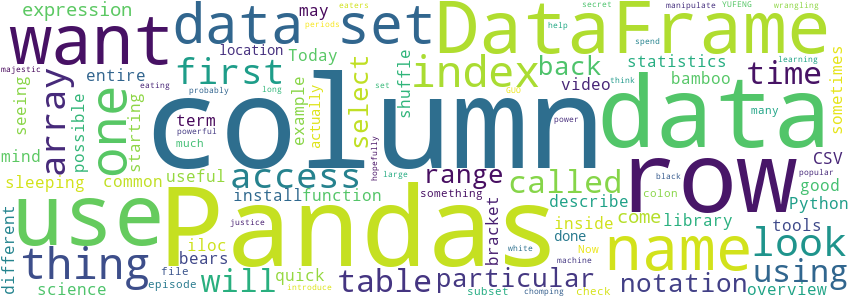 expression
want
data set
DataFrame
may
location
Today
first
index
back
statistics
time
secret
manipulate
YUFENG
wrangling
eaters
periods
help
spend
learning
think
majestic
eating
probably
long
set
power
seeing
array
entire
one
starting
possible
term
powerful
much
example
actually
select
shuffle
video
bamboo
many
sometimes
column
data
mind
sleeping
common
useful
access
range
called
good
CSV
popular
Python
use
Pandas
row
install
function
hopefully
large
something
describe
black
colon
library
different
thing
science
iloc
bears
file
episode
will
justice
quick
introduce
table
bracket
particular
white
subset
chomping
inside
done
Now
check
come
name
notation
machine
look
using
tools
overview